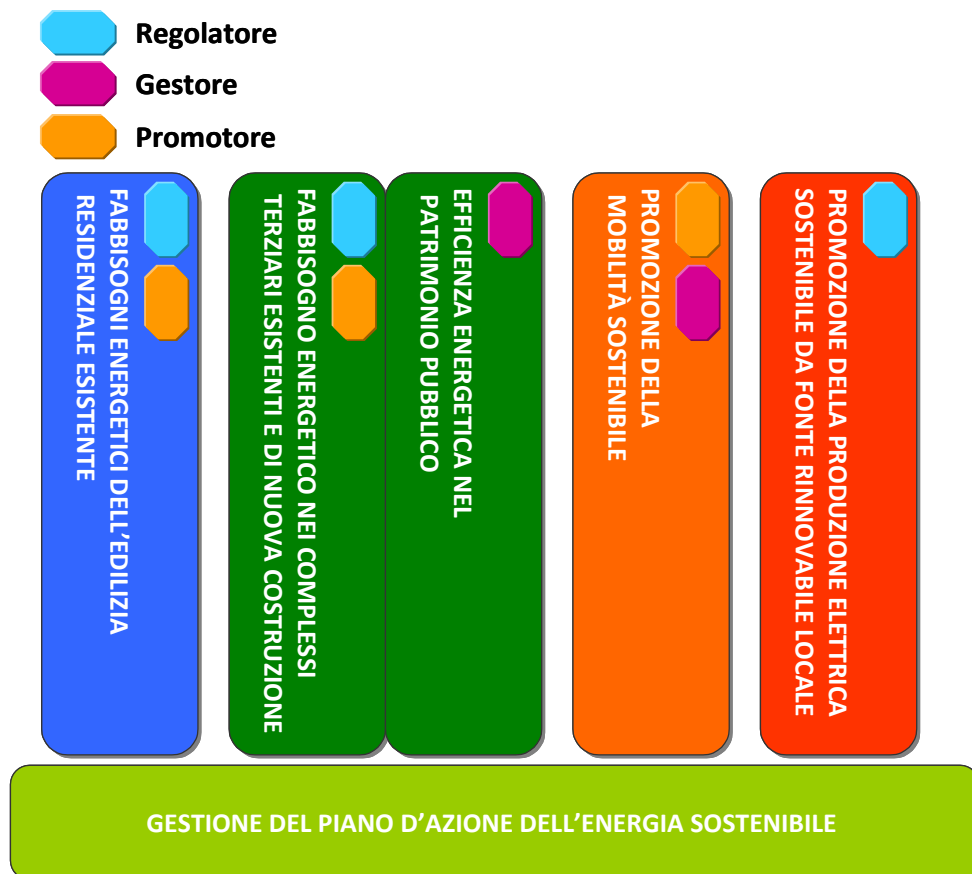 Regolatore
Gestore
Promotore
FABBISOGNI ENERGETICI DELL'EDILIZIA
RESIDENZIALE ESISTENTE
FABBISOGNO ENERGETICO NEI COMPLESSI
TERZIARI ESISTENTI E DI NUOVA COSTRUZIONE
EFFICIENZA ENERGETICA NEL
PATRIMONIO PUBBLICO
PROMOZIONE DELLA
MOBILITÀ SOSTENIBILE
PROMOZIONE DELLA PRODUZIONE ELETTRICA
SOSTENIBILE DA FONTE RINNOVABILE LOCALE
GESTIONE DEL PIANO D'AZIONE DELL'ENERGIA SOSTENIBILE